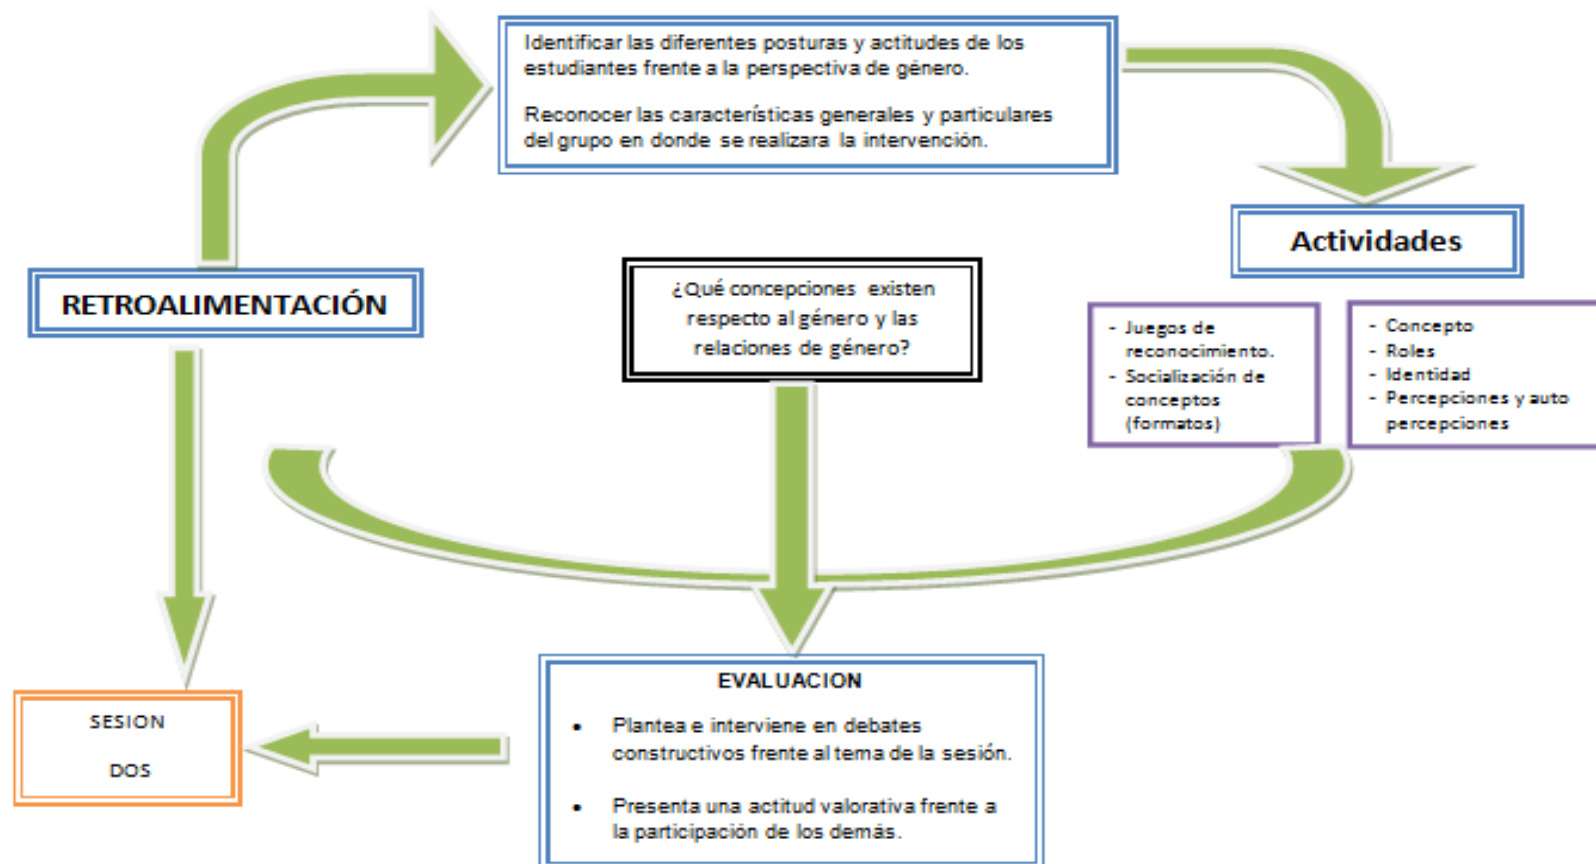 Identificar las diferentes posturas y actitudes de los
estudiantes frente a la perspectiva de género.
Reconocer las características generales y particulares
del grupo en donde se realizara la intervención.
Actividades
RETROALIMENTACIÓN
¿Qué concepciones existen
respecto al género y las
relaciones de género?
- Juegos de
reconocimiento.
- Socialización de
conceptos
(formatos)
- Concepto
- Roles
- Identidad
- Percepciones y auto
percepciones
EVALUACION
• Plantea e interviene en debates
constructivos frente al tema de la sesión.
• Presenta una actitud valorativa frente a
la participación de los demás.
SESION
DOS